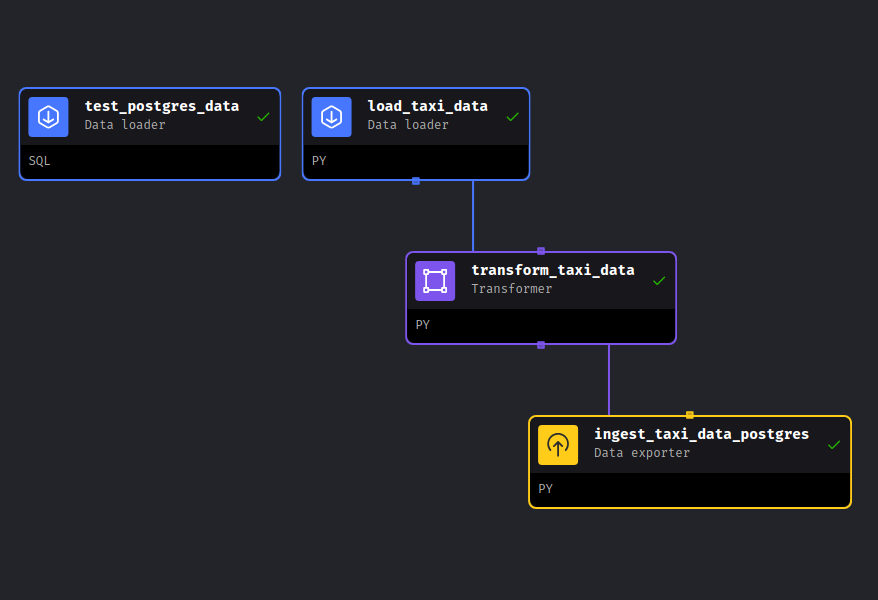 test_postgres_data
Data loader
SQL
load_taxi_data
Data loader
PY
transform_taxi_data
Transformer
PY
ingest_taxi_data_postgres
Data exporter
PY